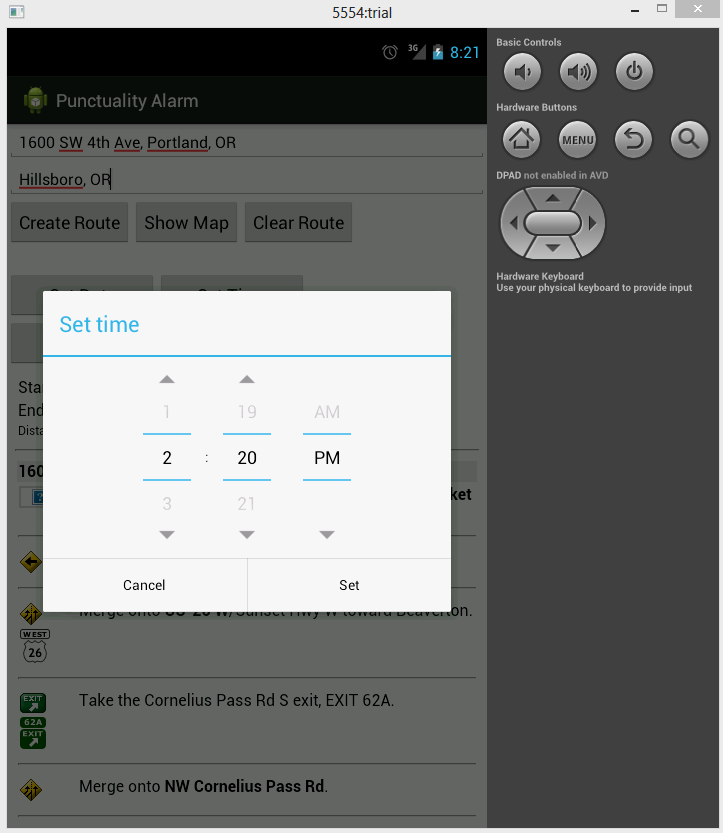 5554:trial
3G 8:21
Punctuality Alarm
1600 SW 4th Ave, Portland, OR
Hillsboro, OR
Create Route Show Map Clear Route
Set time
1 19 AM
2 : 20 PM
3 21
Cancel Set
Sta
End
Dista
160
ket
Merge onto US-26 W/Sunset Hwy W toward Beaverton.
WEST
26
Take the Cornelius Pass Rd S exit, EXIT 62A.
EXIT
62A
EXIT
Merge onto NW Cornelius Pass Rd.
Basic Controls
Hardware Buttons
MENU
DPAD not enabled in AVD
Hardware Keyboard
Use your physical keyboard to provide input